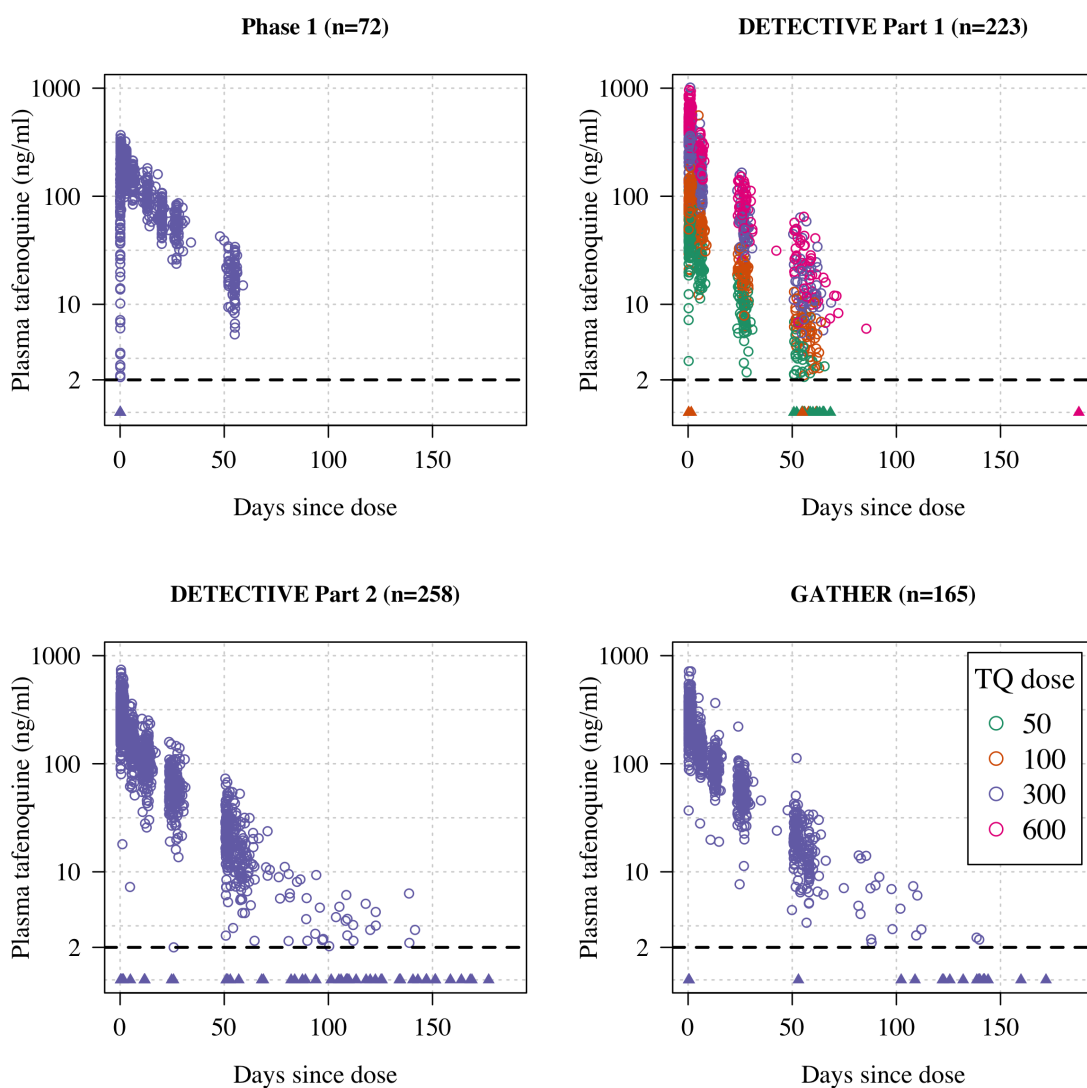 Phase 1 (n=72)
Plasma tafenoquine (ng/ml)
1000
100
10
2
0 50 100 150
Days since dose
DETECTIVE Part 1 (n=223)
Plasma tafenoquine (ng/ml)
1000
100
10
2
0 50 100 150
Days since dose
DETECTIVE Part 2 (n=258)
Plasma tafenoquine (ng/ml)
1000
100
10
2
0 50 100 150
Days since dose
GATHER (n=165)
Plasma tafenoquine (ng/ml)
1000
100
10
2
0 50 100 150
Days since dose
TQ dose
50
100
300
600